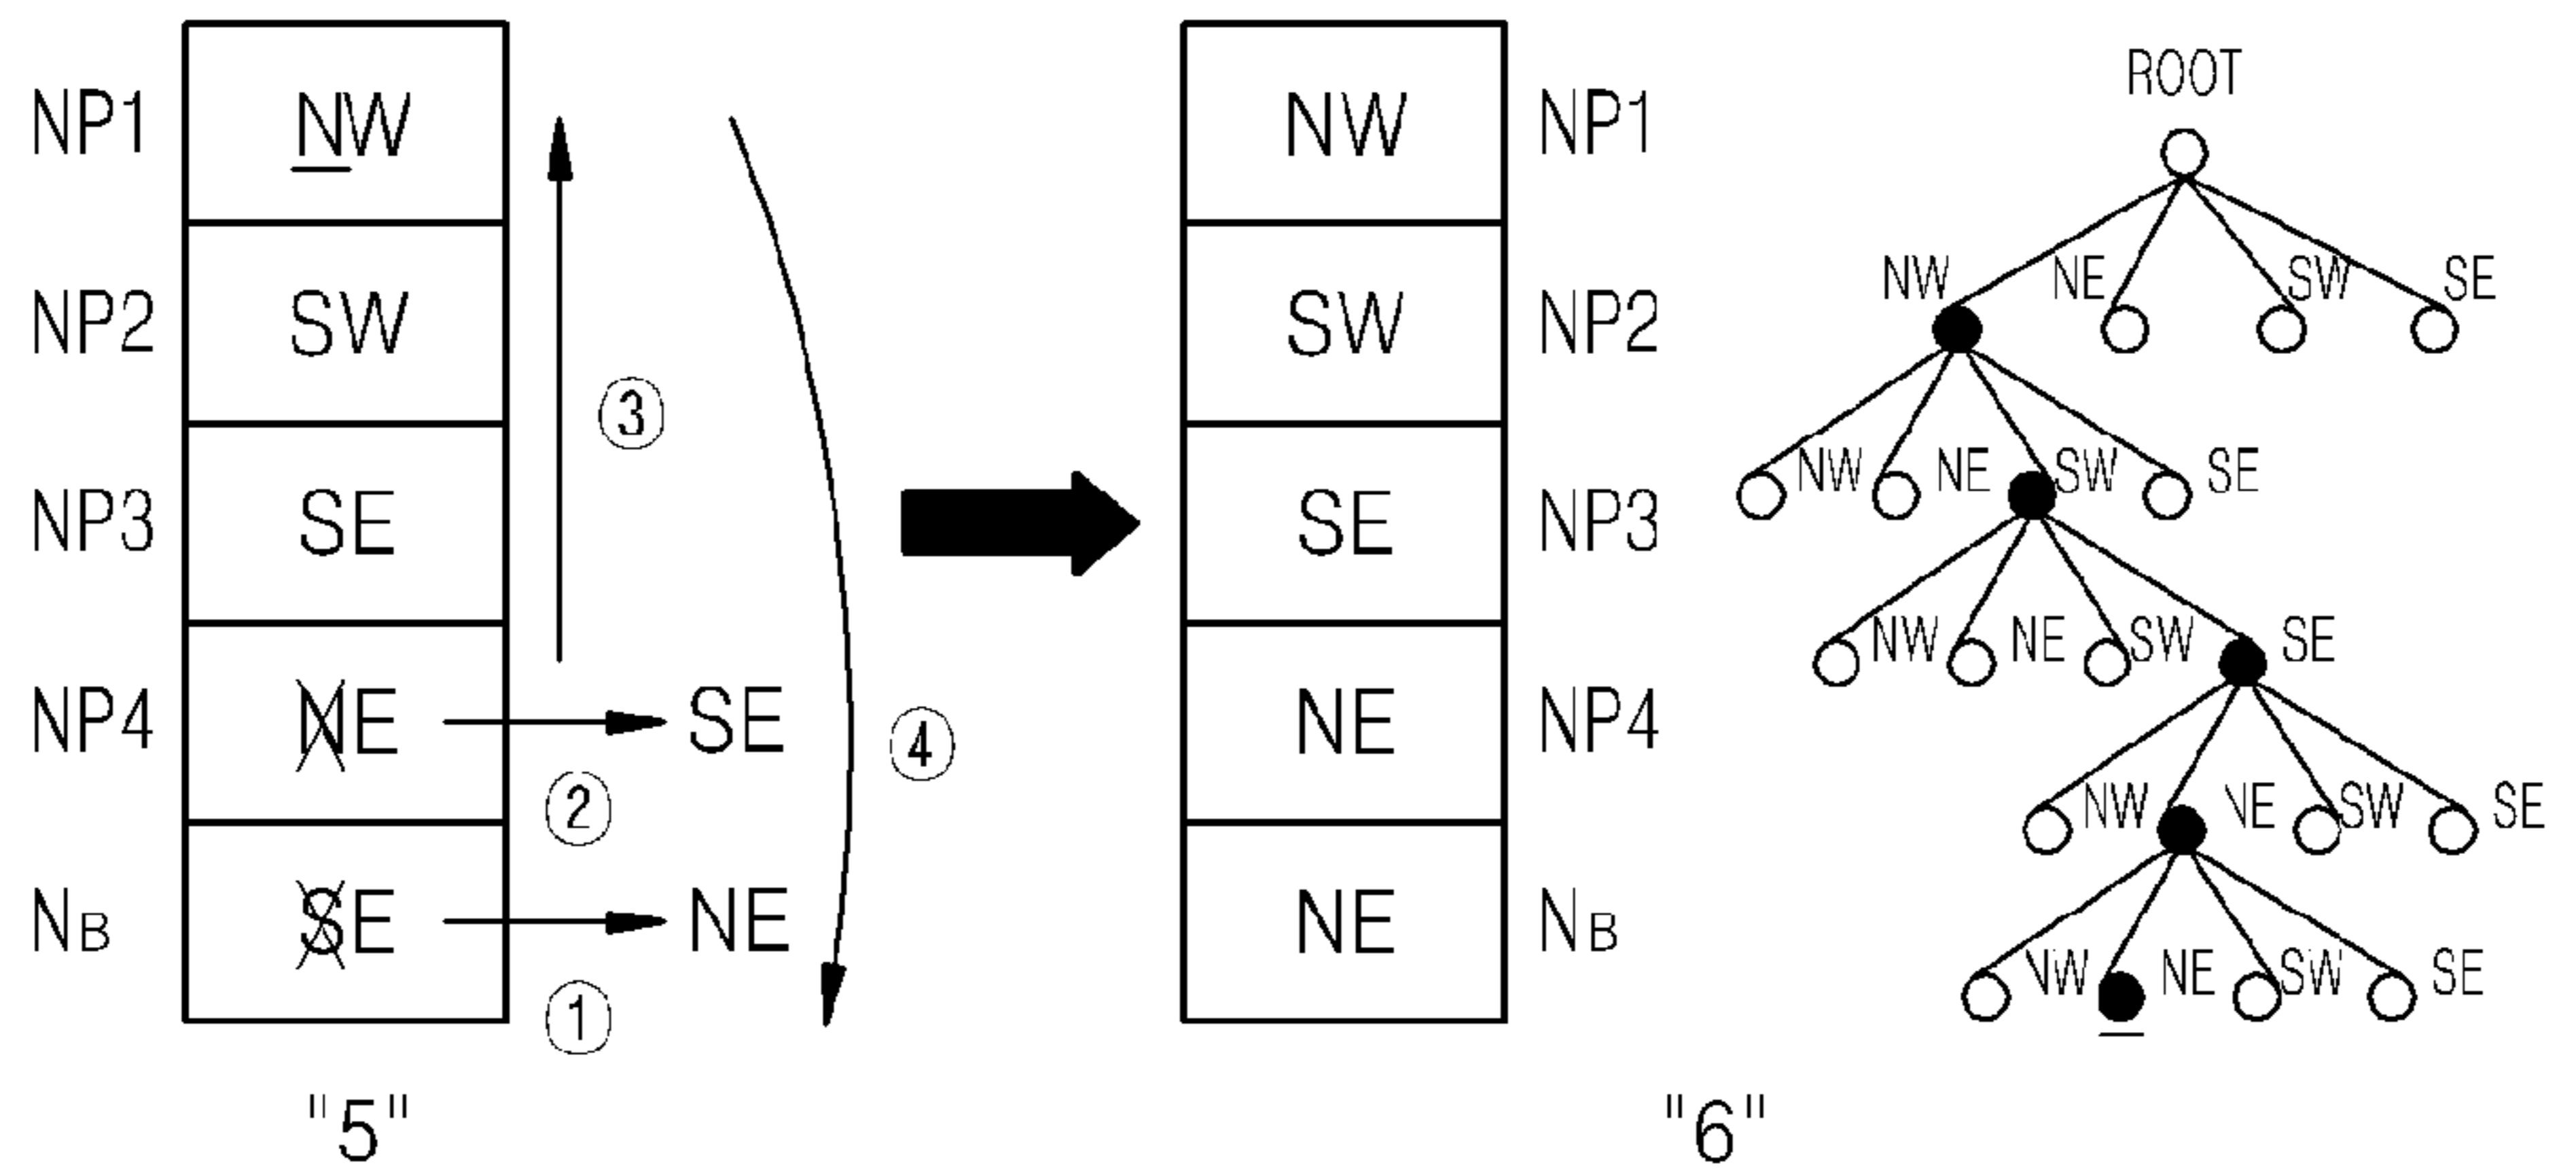 ROOT
NP1 NW NW NP1
NW NE SW SE
NP2 SW SW NP2
③
NW NE SW SE
NP3 SE SE NP3
NW NE SW SE
NP4 NE SE ④ NE NP4
② NW NE SW SE
NB SE NE NE NB
① NW NE SW SE
"5" "6"